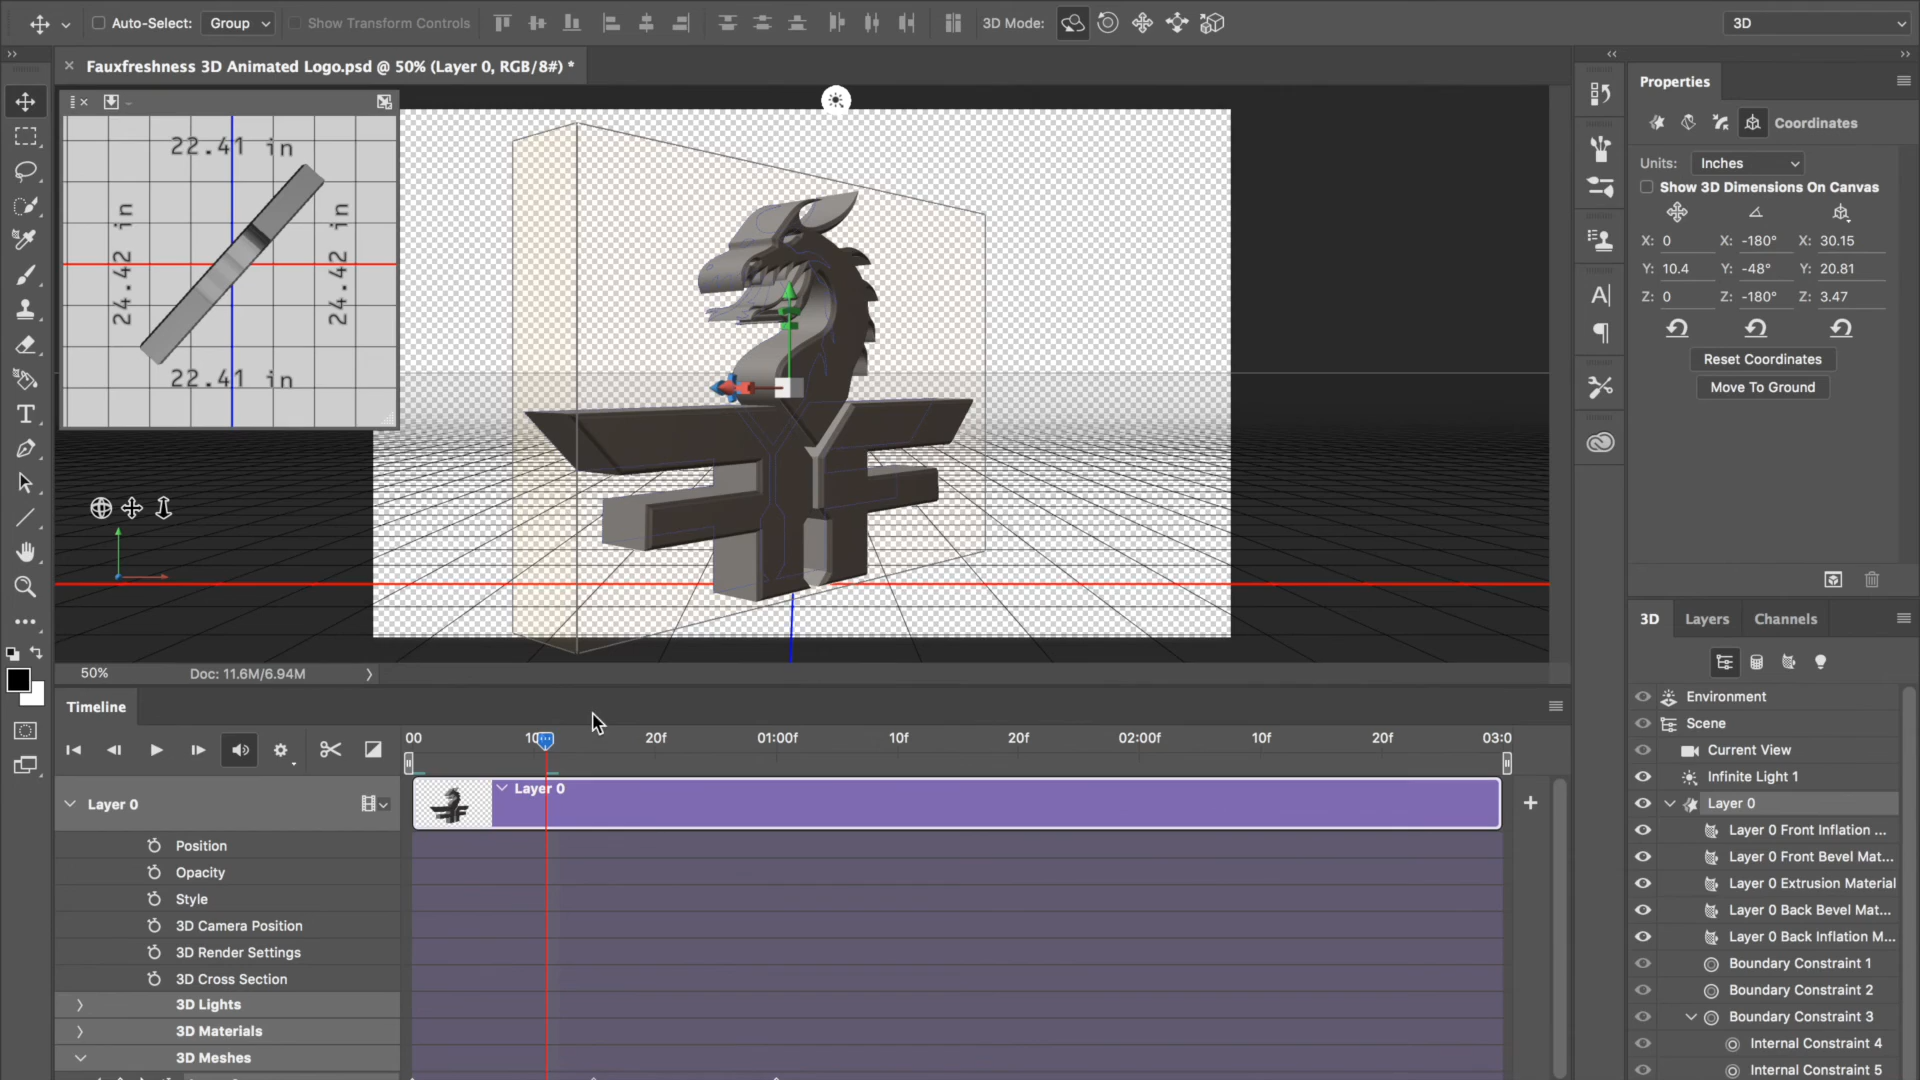 Auto-Select:
Group
Show Transform Controls
3D Mode:
3D
Fauxfreshness 3D Animated Logo.psd @ 50% (Layer 0, RGB/8#) *
22.41 in
24.42 in
24.42 in
22.41 in
Properties
Coordinates
Units:
Inches
Show 3D Dimensions On Canvas
X: 0 X: -180° X: 30.15
Y: 10.4 Y: -48° Y: 20.81
Z: 0 Z: -180° Z: 3.47
Reset Coordinates
Move To Ground
50%
Doc: 11.6M/6.94M
3D
Layers
Channels
Environment
Scene
Current View
Infinite Light 1
Layer 0
Layer 0 Front Inflation ...
Layer 0 Front Bevel Mat...
Layer 0 Extrusion Material
Layer 0 Back Bevel Mat...
Layer 0 Back Inflation M...
Boundary Constraint 1
Boundary Constraint 2
Boundary Constraint 3
Internal Constraint 4
Internal Constraint 5
Timeline
00
20f
01:00f
10f
20f
02:00f
10f
20f
03:0
Layer 0
Layer 0
Position
Opacity
Style
3D Camera Position
3D Render Settings
3D Cross Section
3D Lights
3D Materials
3D Meshes